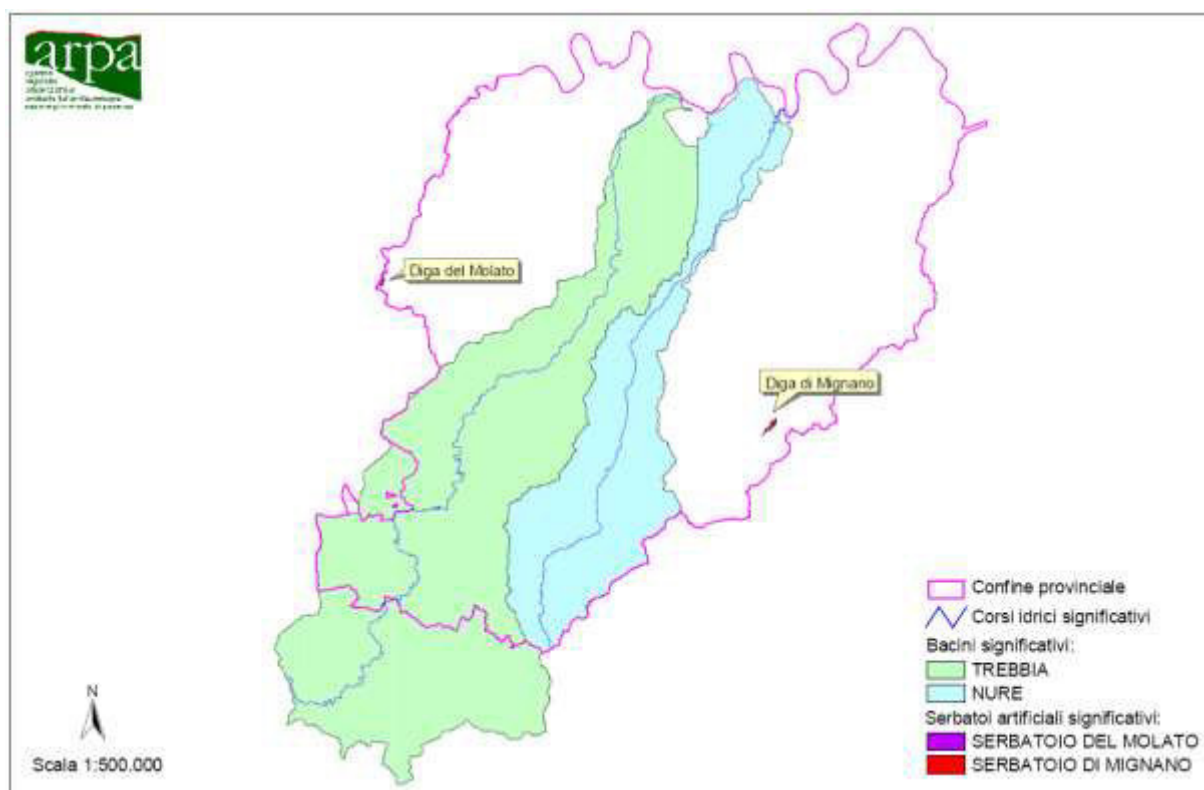 arpa
Diga del Molato
Diga di Mignano
Confine provinciale
Corsi idrici significativi
Bacini significativi:
TREBBIA
NURE
Serbatoi artificiali significativi:
SERBATOIO DEL MOLATO
SERBATOIO DI MIGNANO
N
Scala 1:500.000